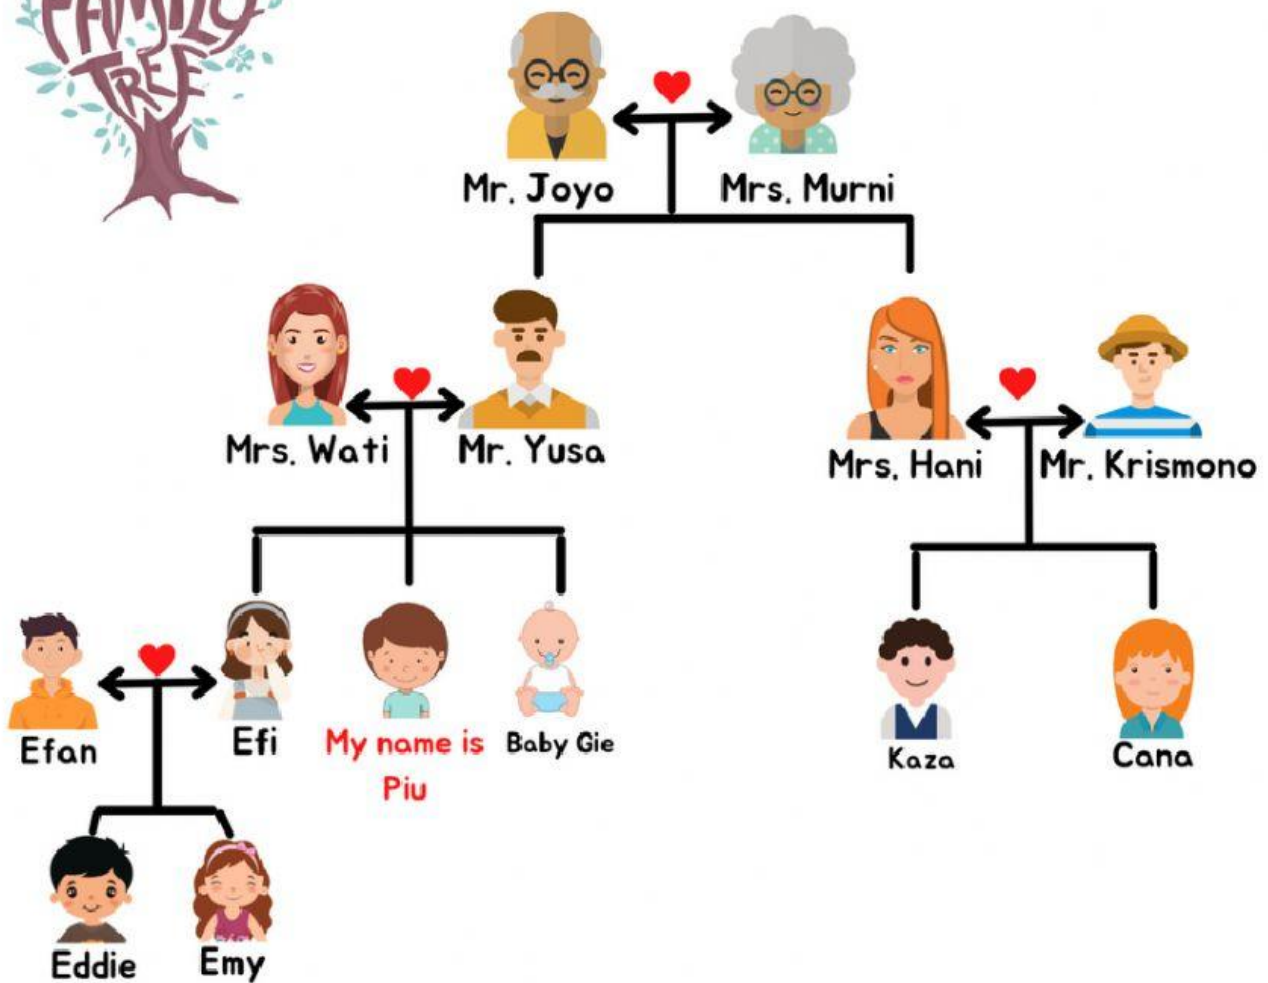 FAMILY
TREE
Mr. Joyo
Mrs. Murni
Mrs. Wati
Mr. Yusa
Mrs. Hani
Mr. Krismono
Efan
Efi
My name is
Piu
Baby Gie
Kaza
Cana
Eddie
Emy